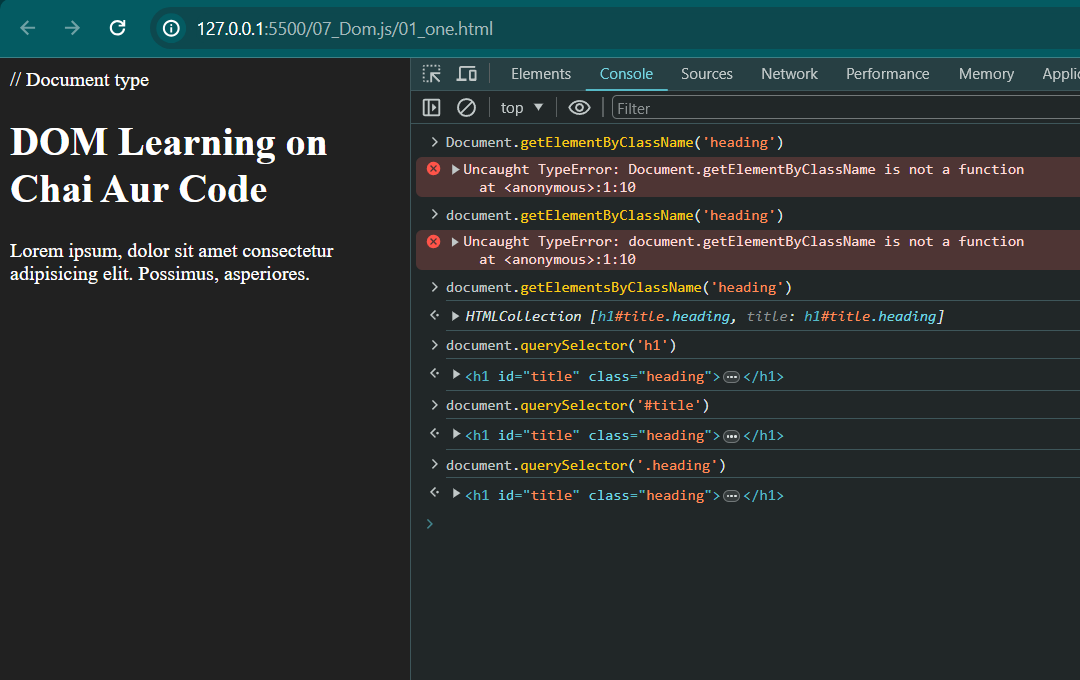 127.0.0.1:5500/07_Dom.js/01_one.html
// Document type
DOM Learning on
Chai Aur Code
Lorem ipsum, dolor sit amet consectetur
adipisicing elit. Possimus, asperiores.
Elements Console Sources Network Performance Memory Applic
top Filter
Document.getElementByClassName('heading')
Uncaught TypeError: Document.getElementByClassName is not a function
at <anonymous>:1:10
document.getElementByClassName('heading')
Uncaught TypeError: document.getElementByClassName is not a function
at <anonymous>:1:10
document.getElementsByClassName('heading')
HTMLCollection [h1#title.heading, title: h1#title.heading]
document.querySelector('h1')
<h1 id="title" class="heading">…</h1>
document.querySelector('#title')
<h1 id="title" class="heading">…</h1>
document.querySelector('.heading')
<h1 id="title" class="heading">…</h1>